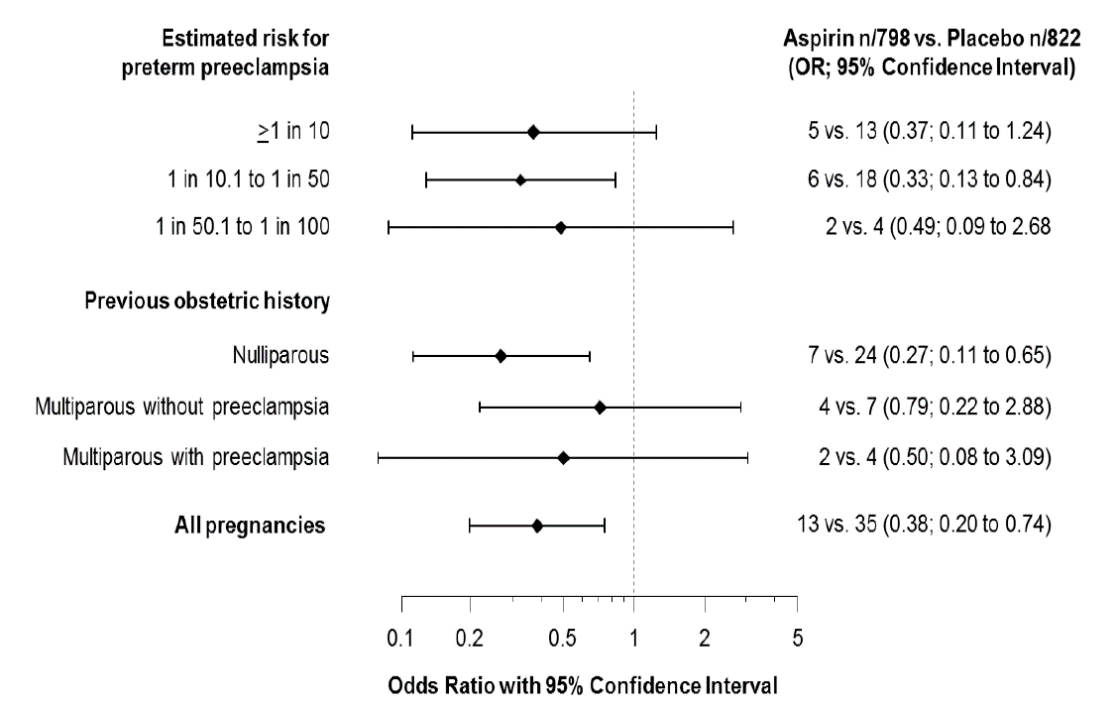 Estimated risk for
preterm preeclampsia
Aspirin n/798 vs. Placebo n/822
(OR; 95% Confidence Interval)
≥1 in 10
5 vs. 13 (0.37; 0.11 to 1.24)
1 in 10.1 to 1 in 50
6 vs. 18 (0.33; 0.13 to 0.84)
1 in 50.1 to 1 in 100
2 vs. 4 (0.49; 0.09 to 2.68
Previous obstetric history
Nulliparous
7 vs. 24 (0.27; 0.11 to 0.65)
Multiparous without preeclampsia
4 vs. 7 (0.79; 0.22 to 2.88)
Multiparous with preeclampsia
2 vs. 4 (0.50; 0.08 to 3.09)
All pregnancies
13 vs. 35 (0.38; 0.20 to 0.74)
0.1 0.2 0.5 1 2 5
Odds Ratio with 95% Confidence Interval